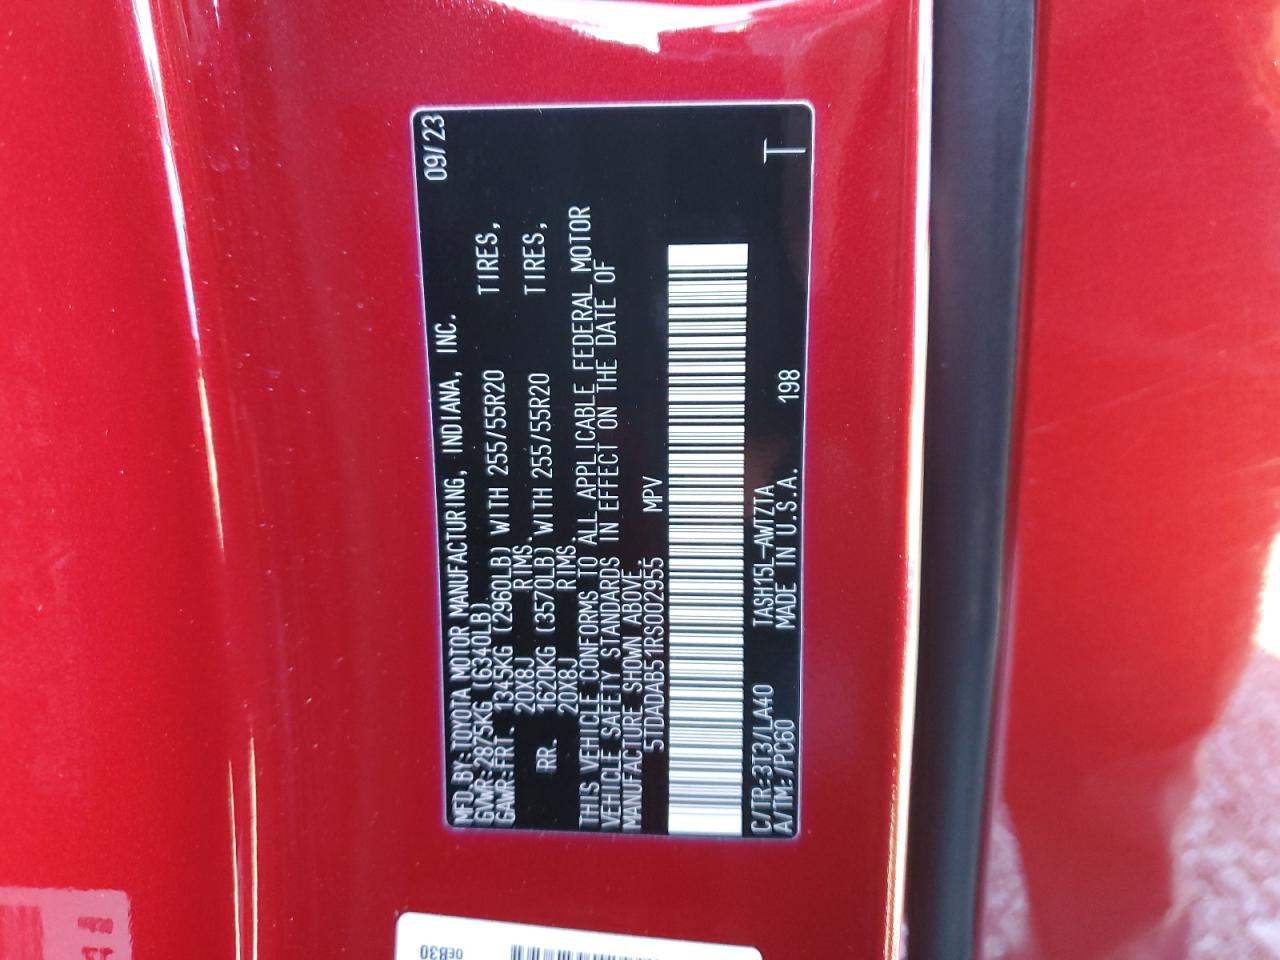 MFD.BY:TOYOTA MOTOR MANUFACTURING, INDIANA, INC. 09/23
GVWR:2875KG (6340LB)
GAWR:FRT. 1345KG (2960LB) WITH 255/55R20 TIRES,
20X8J RIMS.
RR. 1620KG (3570LB) WITH 255/55R20 TIRES,
20X8J RIMS.
THIS VEHICLE CONFORMS TO ALL APPLICABLE FEDERAL MOTOR
VEHICLE SAFETY STANDARDS IN EFFECT ON THE DATE OF
MANUFACTURE SHOWN ABOVE.
5TDADAB51RS002955 MPV
C/TR:3T3/LA40 TASH15L-AWTZTA
A/TM:/PC60 MADE IN U.S.A. 198 T
0EB30